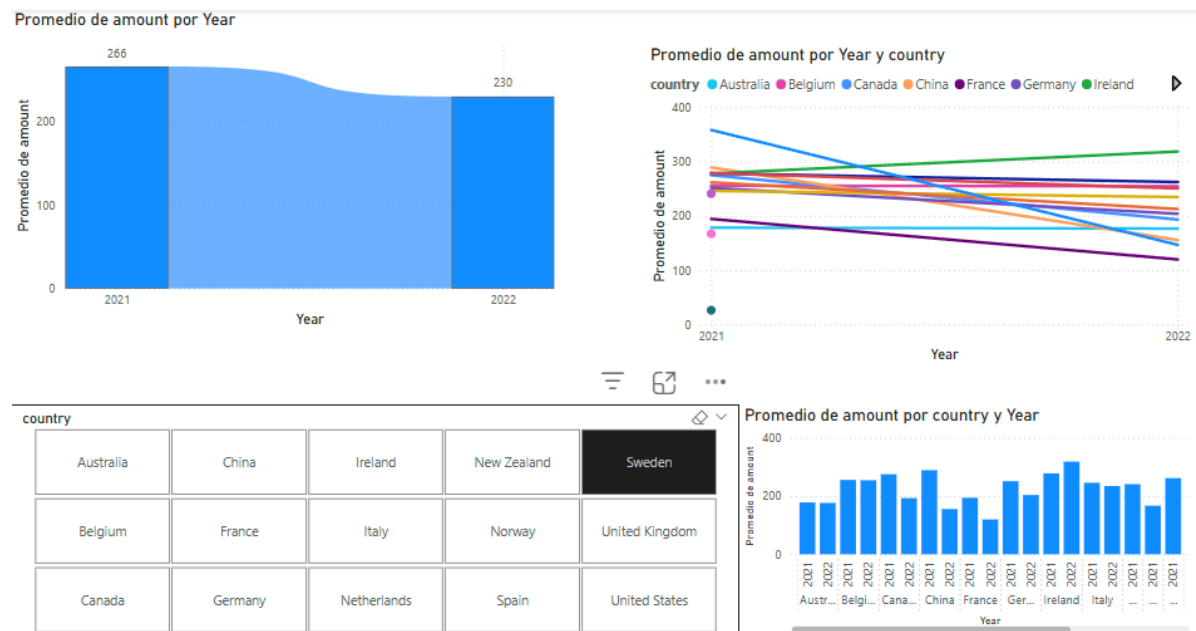 Promedio de amount por Year
266
230
200
100
0
Promedio de amount
2021
2022
Year
Promedio de amount por Year y country
country Australia Belgium Canada China France Germany Ireland
400
300
200
100
0
Promedio de amount
2021
2022
Year
country
Australia China Ireland New Zealand Sweden
Belgium France Italy Norway United Kingdom
Canada Germany Netherlands Spain United States
Promedio de amount por country y Year
400
200
0
Promedio de amount
2021 2022 2021 2022 2021 2022 2021 2022 2021 2022 2021 2022 2021 2022 2021 2022 2021 2021 2021
Austr... Belgi... Cana... China France Ger... Ireland Italy ... ... ...
Year